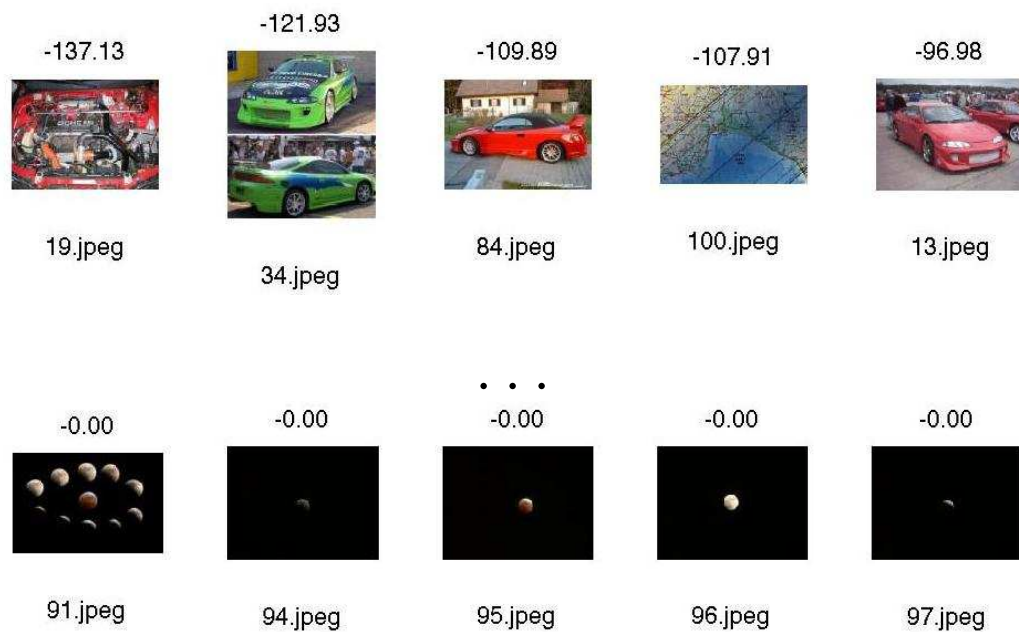 -137.13
-121.93
-109.89
-107.91
-96.98
19.jpeg
34.jpeg
84.jpeg
100.jpeg
13.jpeg
. . .
-0.00
-0.00
-0.00
-0.00
-0.00
91.jpeg
94.jpeg
95.jpeg
96.jpeg
97.jpeg